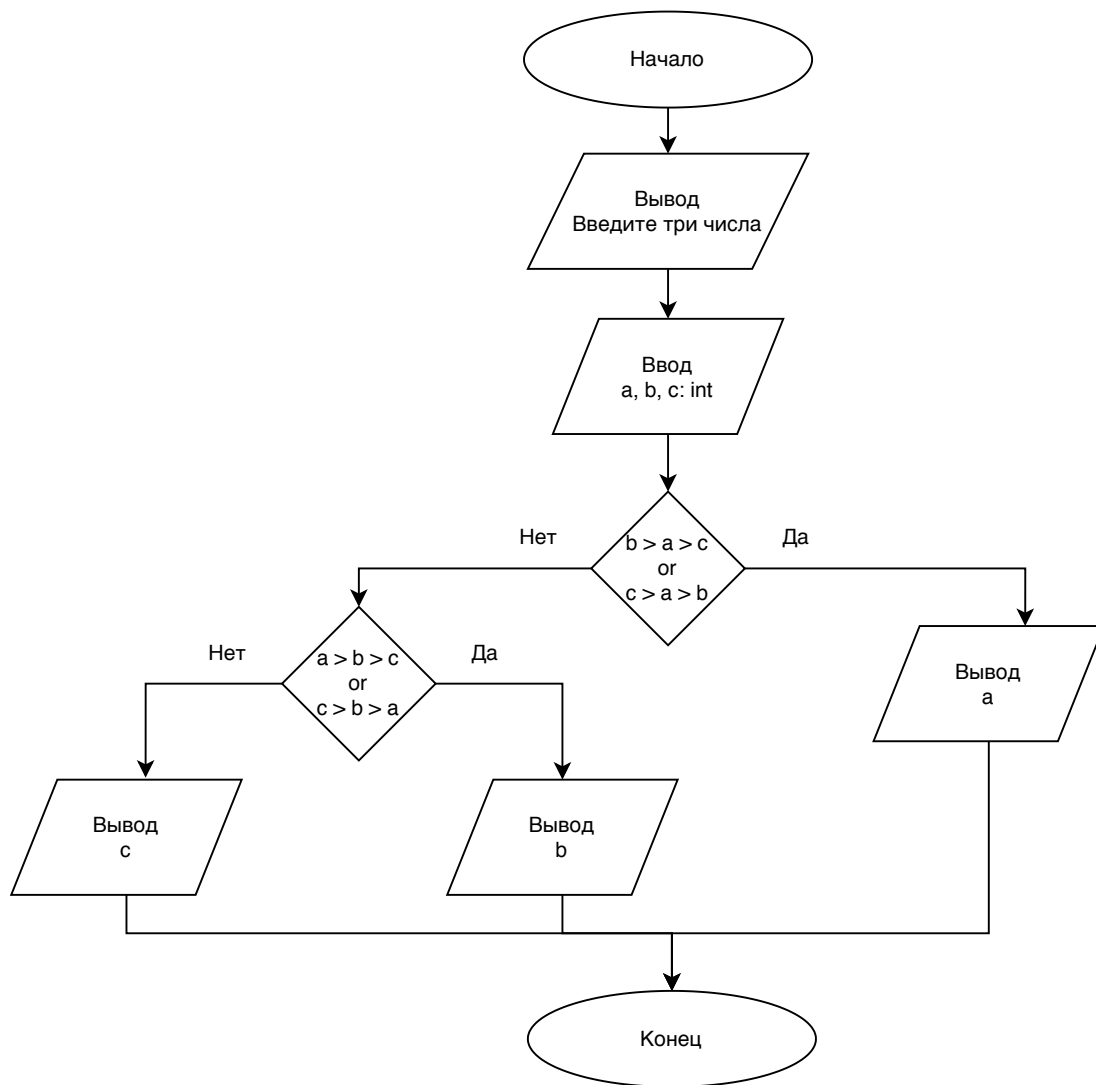 Начало
Вывод
Введите три числа
Ввод
a, b, c: int
Нет
b > a > c
or
c > a > b
Да
Нет
a > b > c
or
c > b > a
Да
Вывод
a
Вывод
c
Вывод
b
Конец